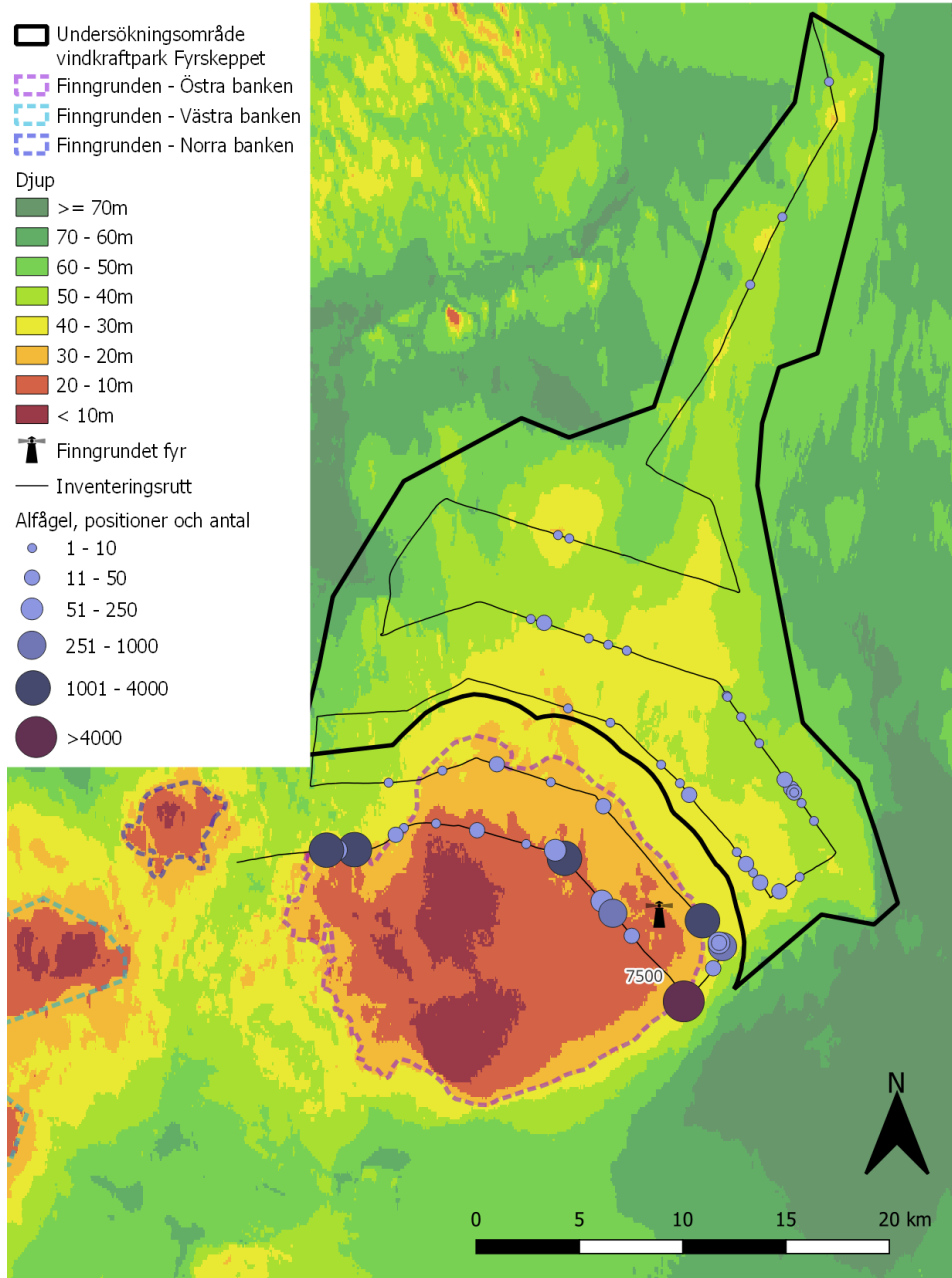 Undersökningsområde
vindkraftpark Fyrskeppet
Finngrunden - Östra banken
Finngrunden - Västra banken
Finngrunden - Norra banken
Djup
>= 70m
70 - 60m
60 - 50m
50 - 40m
40 - 30m
30 - 20m
20 - 10m
< 10m
Finngrundet fyr
Inventeringsrutt
Alfågel, positioner och antal
1 - 10
11 - 50
51 - 250
251 - 1000
1001 - 4000
>4000
7500
N
0 5 10 15 20 km